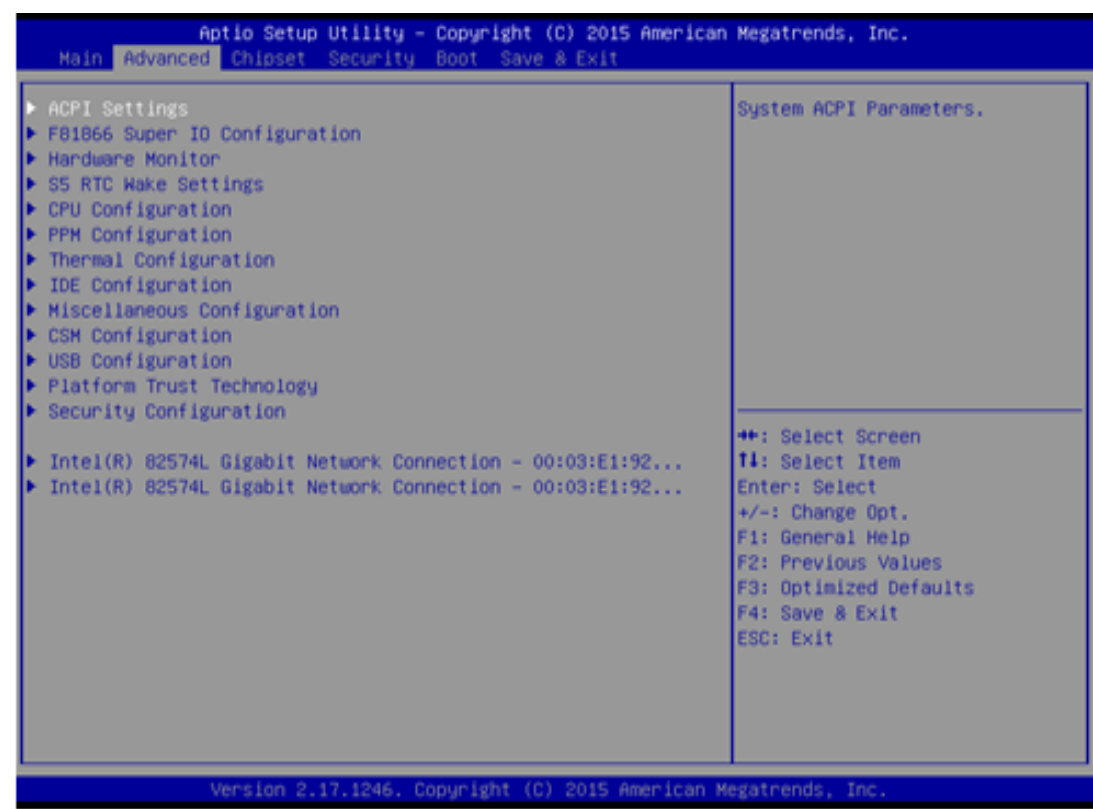 Aptio Setup Utility - Copyright (C) 2015 American Megatrends, Inc.
Main Advanced Chipset Security Boot Save & Exit
ACPI Settings
F81866 Super IO Configuration
Hardware Monitor
S5 RTC Wake Settings
CPU Configuration
PPM Configuration
Thermal Configuration
IDE Configuration
Miscellaneous Configuration
CSM Configuration
USB Configuration
Platform Trust Technology
Security Configuration
Intel(R) 82574L Gigabit Network Connection - 00:03:E1:92...
Intel(R) 82574L Gigabit Network Connection - 00:03:E1:92...
System ACPI Parameters.
→←: Select Screen
↑↓: Select Item
Enter: Select
+/-: Change Opt.
F1: General Help
F2: Previous Values
F3: Optimized Defaults
F4: Save & Exit
ESC: Exit
Version 2.17.1246. Copyright (C) 2015 American Megatrends, Inc.